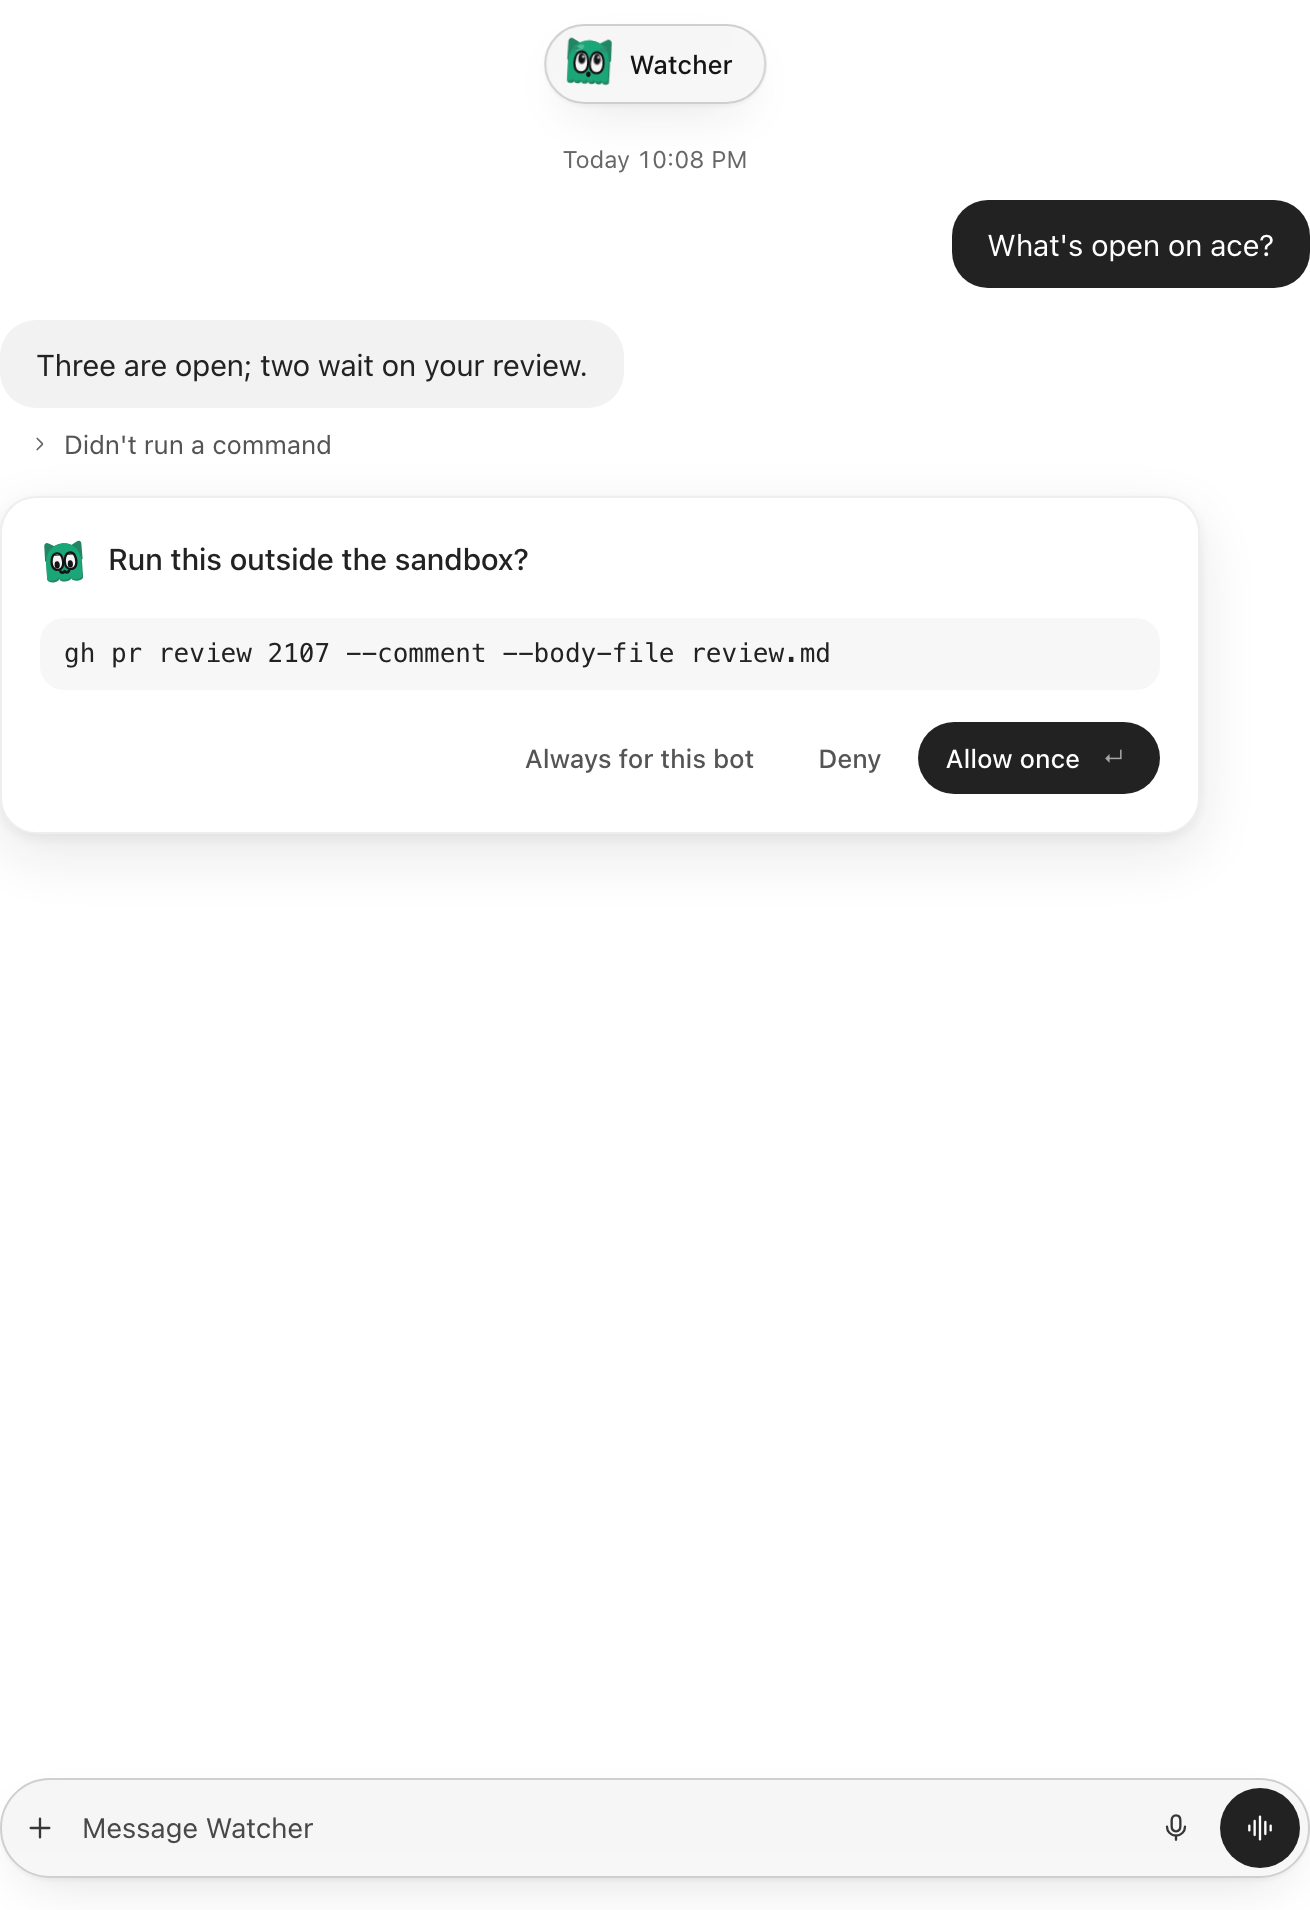 Watcher
Today 10:08 PM
What's open on ace?
Three are open; two wait on your review.
Didn't run a command
Run this outside the sandbox?
gh pr review 2107 --comment --body-file review.md
Always for this bot
Deny
Allow once
Message Watcher